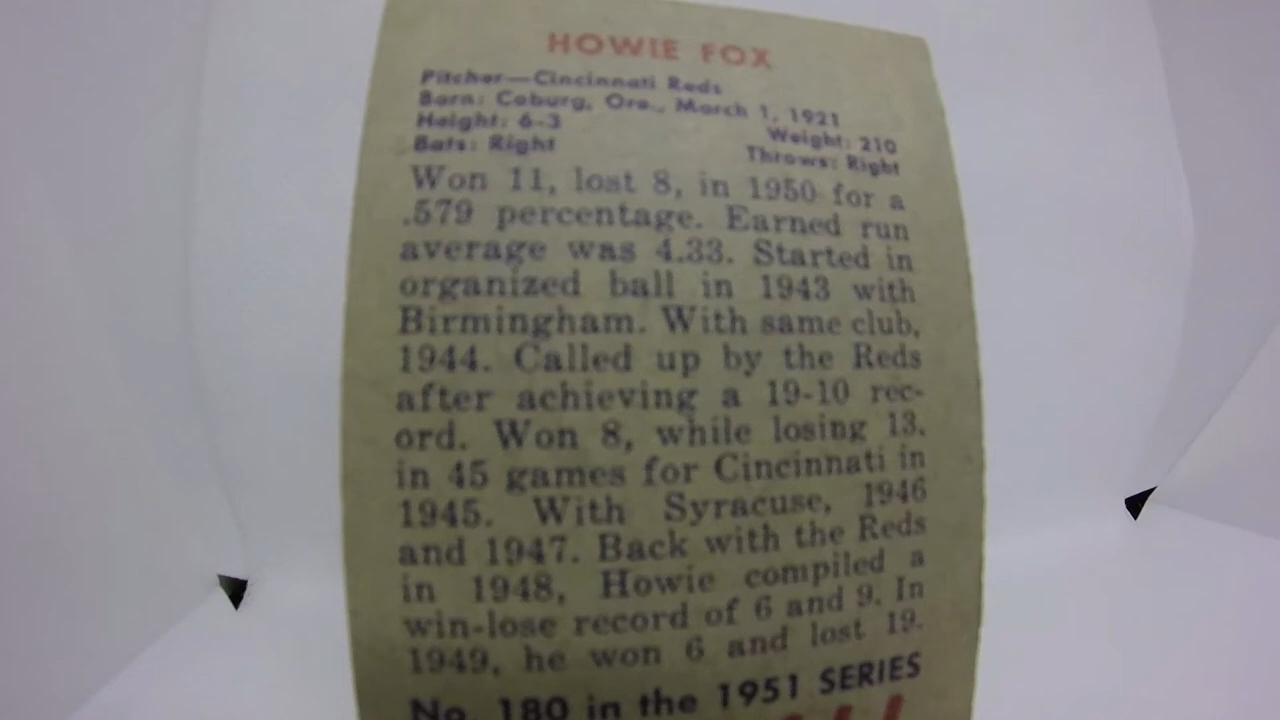 HOWIE FOX
Pitcher—Cincinnati Reds
Born: Coburg, Ore., March 1, 1921
Height: 6-3 Weight: 210
Bats: Right Throws: Right
Won 11, lost 8, in 1950 for a
.579 percentage. Earned run
average was 4.33. Started in
organized ball in 1943 with
Birmingham. With same club,
1944. Called up by the Reds
after achieving a 19-10 rec-
ord. Won 8, while losing 13,
in 45 games for Cincinnati in
1945. With Syracuse, 1946
and 1947. Back with the Reds
in 1948, Howie compiled a
win-lose record of 6 and 9. In
1949, he won 6 and lost 19.
No. 180 in the 1951 SERIES